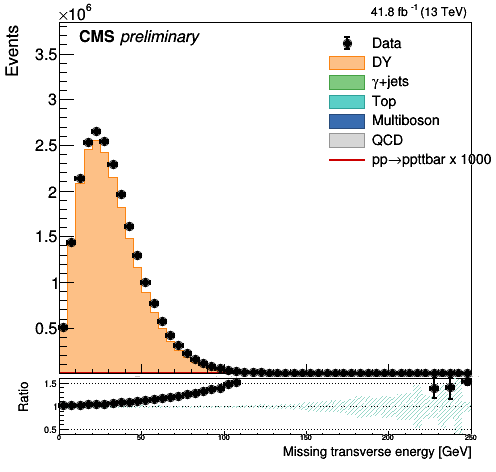 ×10⁶
41.8 fb⁻¹ (13 TeV)
CMS preliminary
Events
3.5
3
2.5
2
1.5
1
0.5
Data
DY
γ+jets
Top
Multiboson
QCD
pp→ppttbar x 1000
Ratio
1.5
1
0.5
0 50 100 150 200 250
Missing transverse energy [GeV]